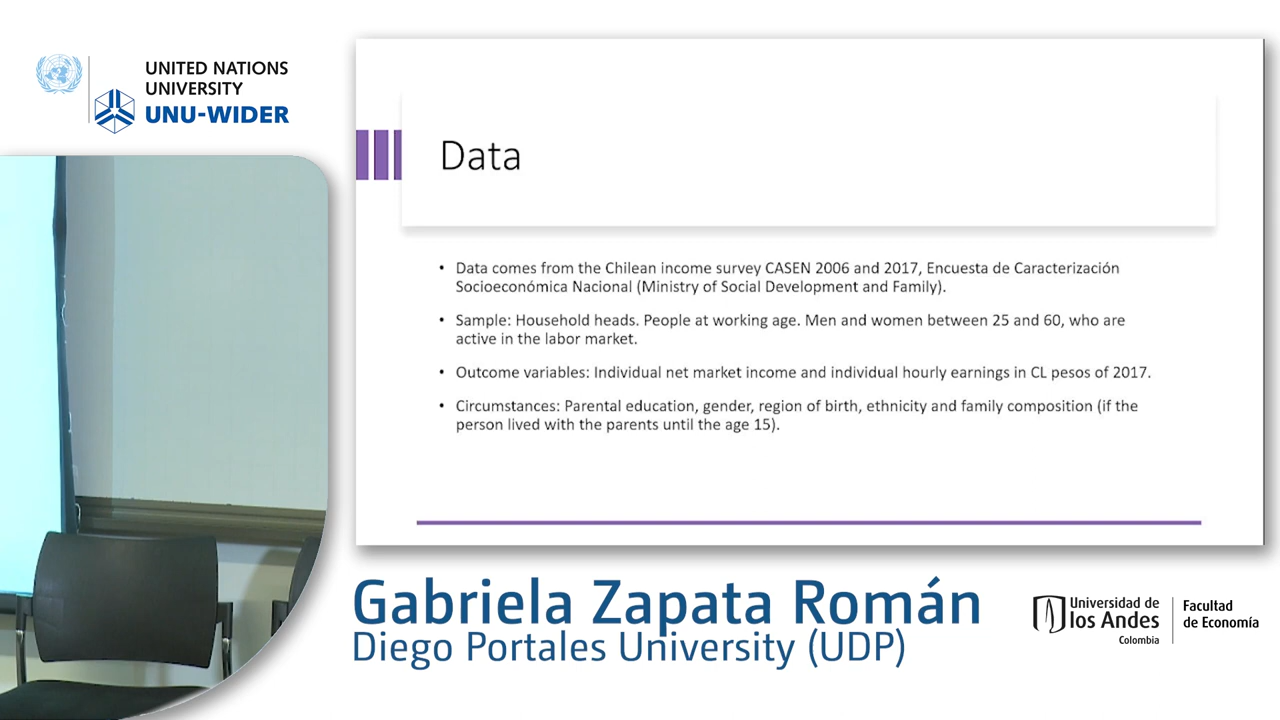 UNITED NATIONS
UNIVERSITY
UNU-WIDER
Data
• Data comes from the Chilean income survey CASEN 2006 and 2017, Encuesta de Caracterización
Socioeconómica Nacional (Ministry of Social Development and Family).
• Sample: Household heads. People at working age. Men and women between 25 and 60, who are
active in the labor market.
• Outcome variables: Individual net market income and individual hourly earnings in CL pesos of 2017.
• Circumstances: Parental education, gender, region of birth, ethnicity and family composition (if the
person lived with the parents until the age 15).
Gabriela Zapata Román
Diego Portales University (UDP)
Universidad de
los Andes
Colombia
Facultad
de Economía